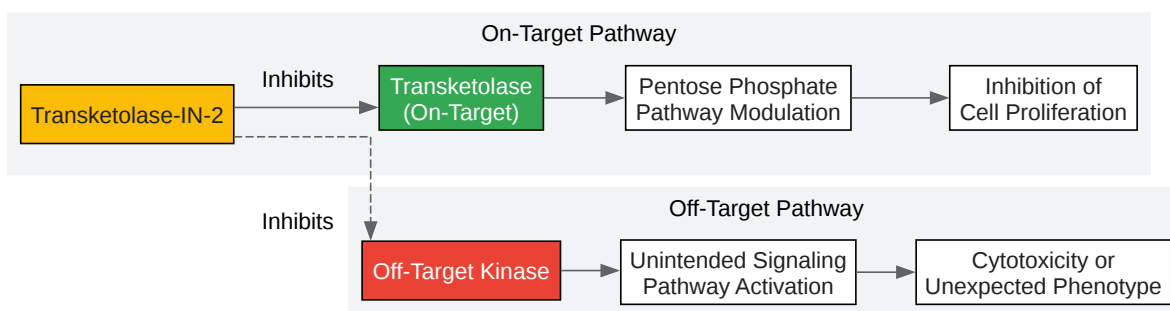 On-Target Pathway
Inhibits
Transketolase-IN-2
Transketolase
(On-Target)
Pentose Phosphate
Pathway Modulation
Inhibition of
Cell Proliferation
Inhibits
Off-Target Pathway
Off-Target Kinase
Unintended Signaling
Pathway Activation
Cytotoxicity or
Unexpected Phenotype